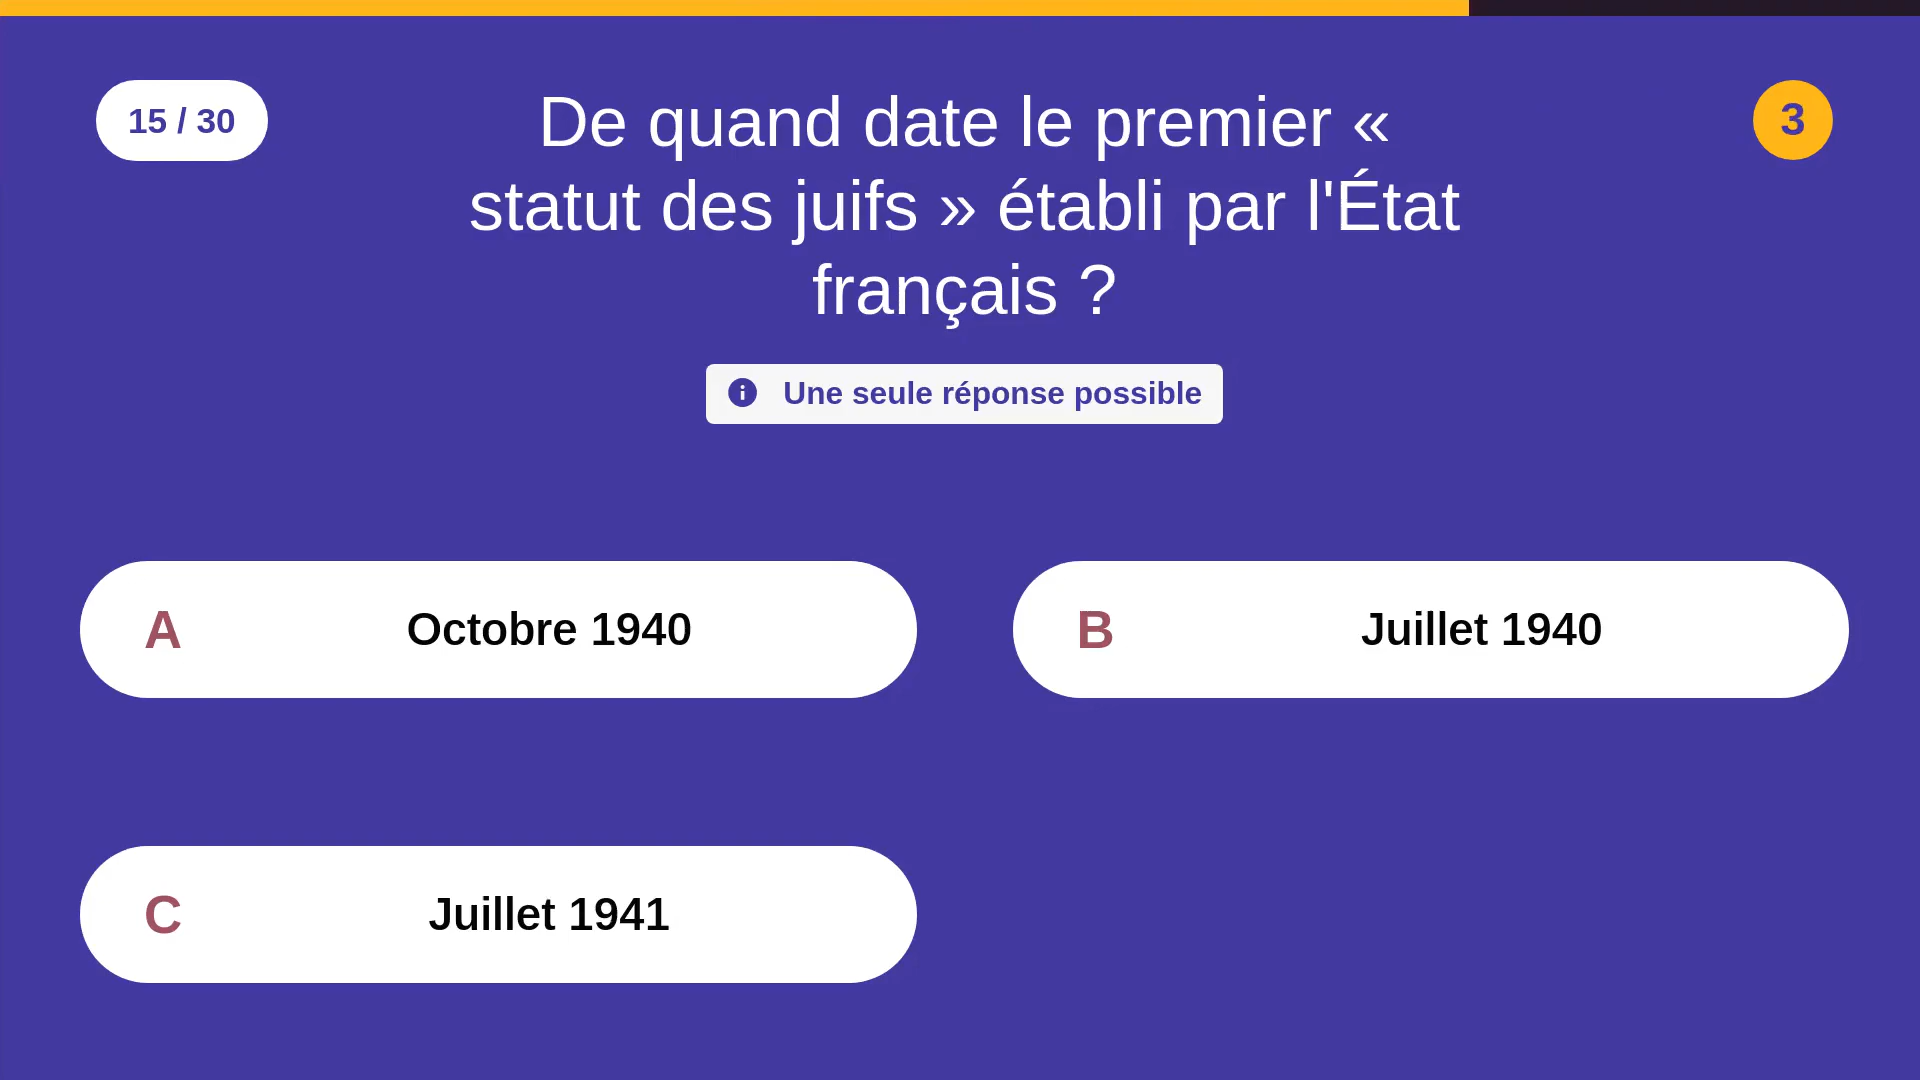 15 / 30
De quand date le premier «
statut des juifs » établi par l'État
français ?
3
Une seule réponse possible
A Octobre 1940
B Juillet 1940
C Juillet 1941